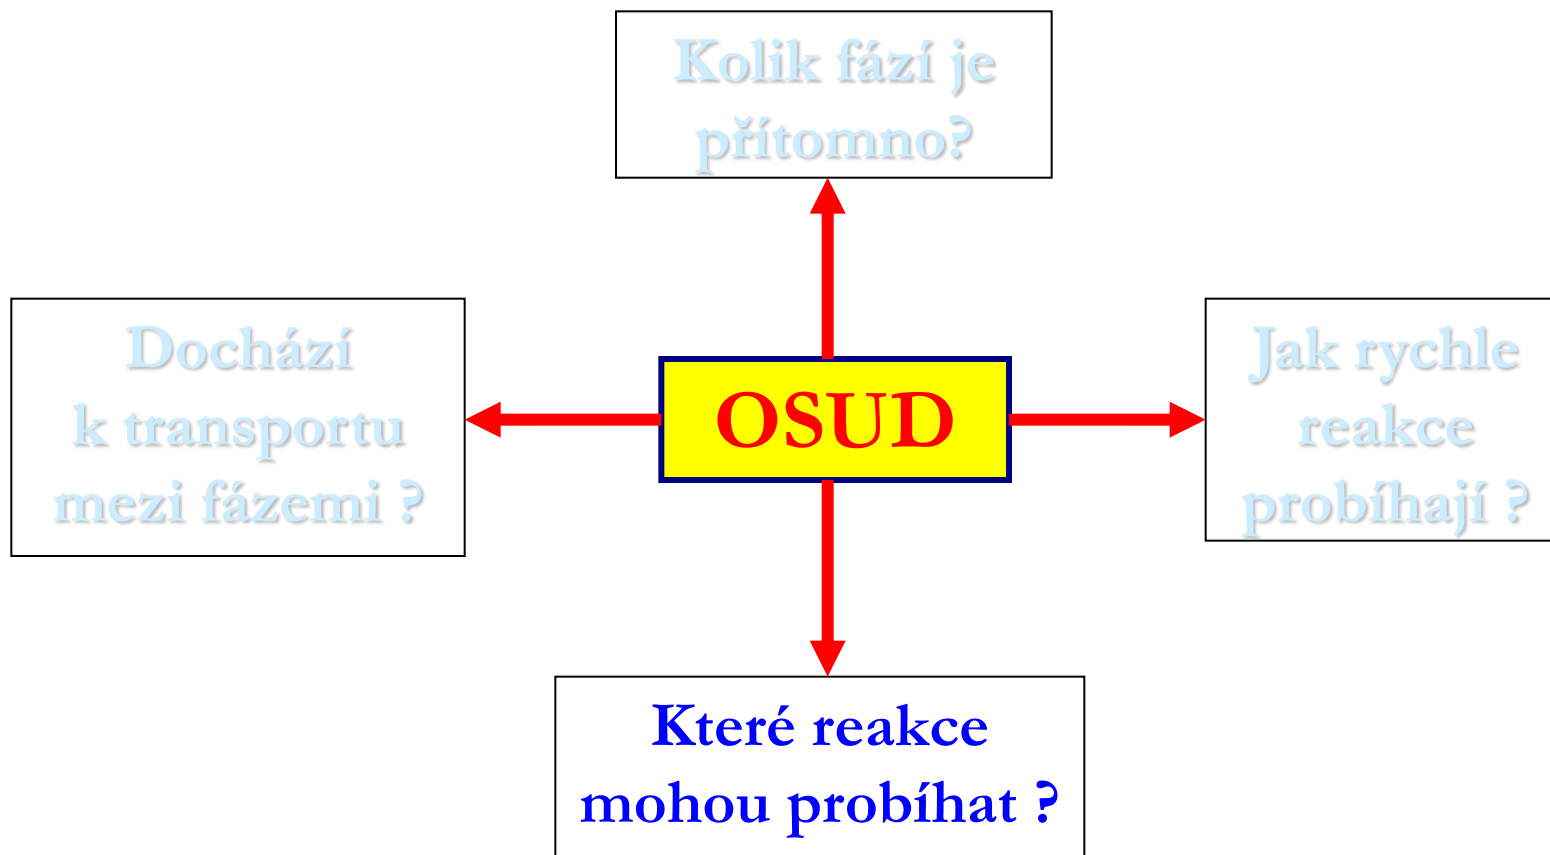 Kolik fází je
přítomno?
Dochází
k transportu
mezi fázemi ?
OSUD
Jak rychle
reakce
probíhají ?
Které reakce
mohou probíhat ?